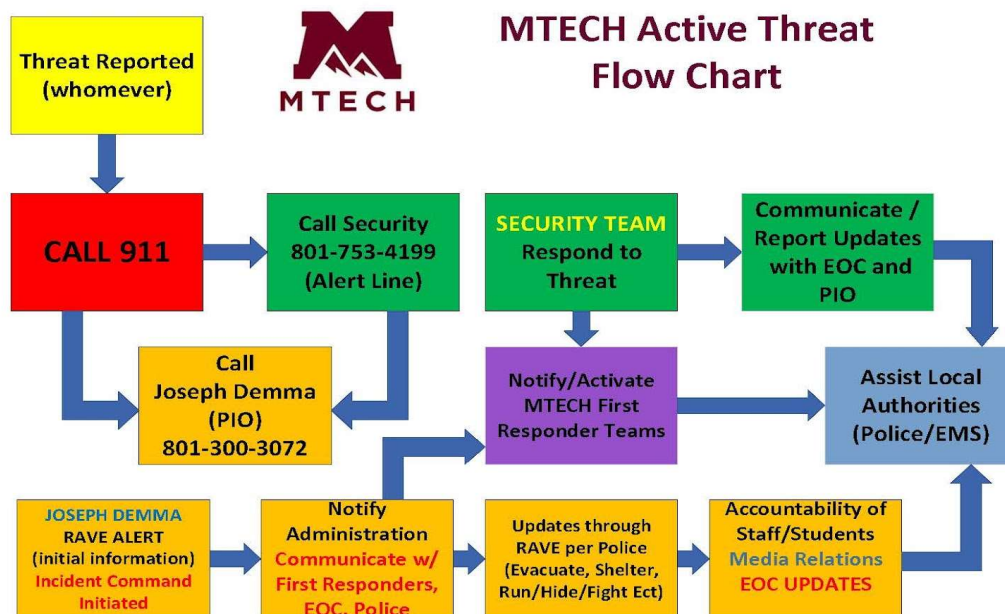 MTECH Active Threat
Flow Chart
M
MTECH
Threat Reported
(whomever)
CALL 911
Call Security
801-753-4199
(Alert Line)
SECURITY TEAM
Respond to
Threat
Communicate /
Report Updates
with EOC and
PIO
Call
Joseph Demma
(PIO)
801-300-3072
Notify/Activate
MTECH First
Responder Teams
Assist Local
Authorities
(Police/EMS)
JOSEPH DEMMA
RAVE ALERT
(initial information)
Incident Command
Initiated
Notify
Administration
Communicate w/
First Responders,
EOC, Police
Updates through
RAVE per Police
(Evacuate, Shelter,
Run/Hide/Fight Ect)
Accountability of
Staff/Students
Media Relations
EOC UPDATES